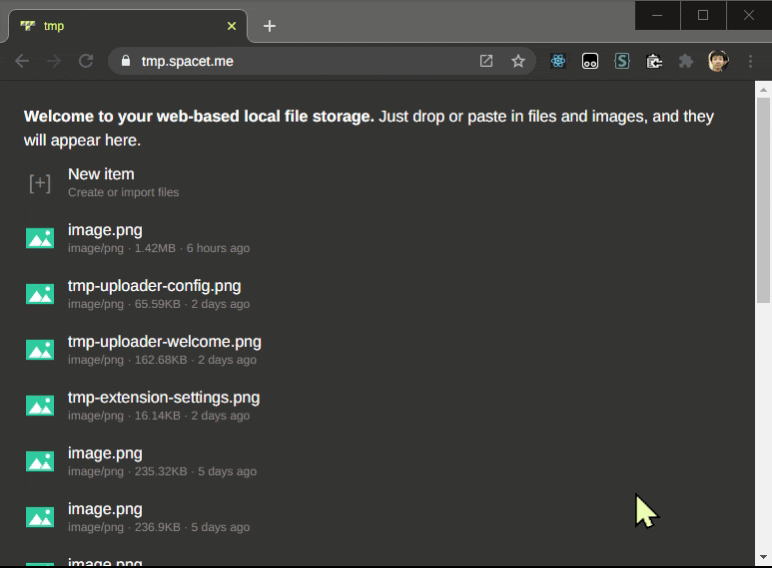 tmp
tmp.spacet.me
Welcome to your web-based local file storage. Just drop or paste in files and images, and they
will appear here.
[+]
New item
Create or import files
image.png
image/png · 1.42MB · 6 hours ago
tmp-uploader-config.png
image/png · 65.59KB · 2 days ago
tmp-uploader-welcome.png
image/png · 162.68KB · 2 days ago
tmp-extension-settings.png
image/png · 16.14KB · 2 days ago
image.png
image/png · 235.32KB · 5 days ago
image.png
image/png · 236.9KB · 5 days ago
image.png